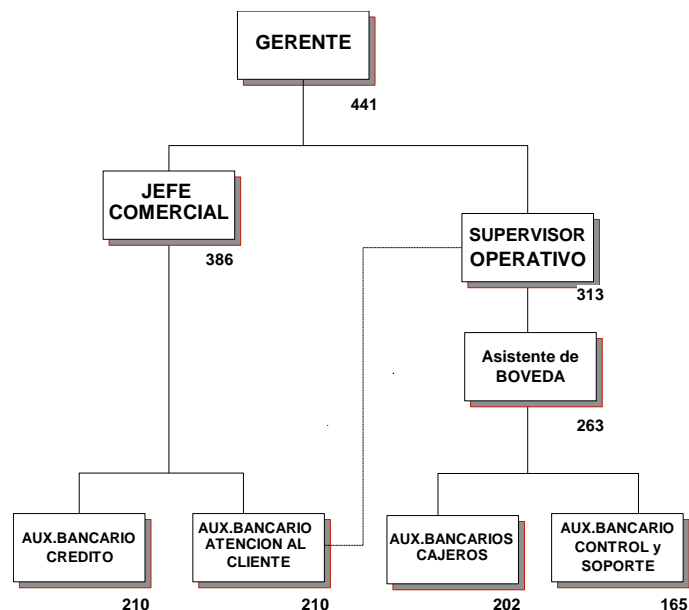 GERENTE
441
JEFE
COMERCIAL
386
SUPERVISOR
OPERATIVO
313
Asistente de
BOVEDA
263
AUX.BANCARIO
CREDITO
210
AUX.BANCARIO
ATENCION AL
CLIENTE
210
AUX.BANCARIOS
CAJEROS
202
AUX.BANCARIO
CONTROL y
SOPORTE
165